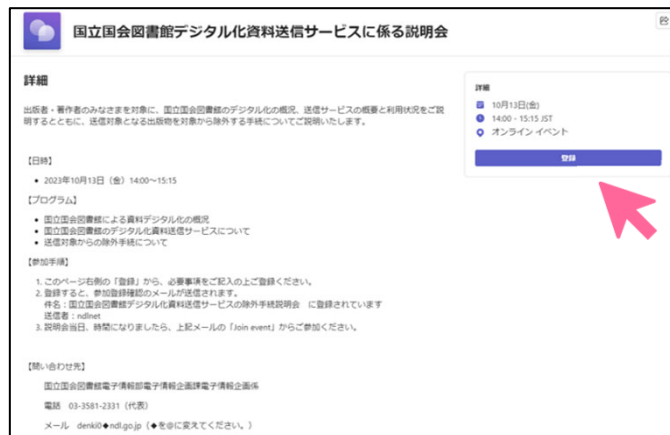 国立国会図書館デジタル化資料送信サービスに係る説明会
詳細
出版者・著作者のみなさまを対象に、国立国会図書館のデジタル化の概況、送信サービスの概要と利用状況をご説
明するとともに、送信対象となる出版物を対象から除外する手続についてご説明いたします。
【日時】
• 2023年10月13日（金）14:00～15:15
【プログラム】
• 国立国会図書館による資料デジタル化の概況
• 国立国会図書館のデジタル化資料送信サービスについて
• 送信対象からの除外手続について
【参加手順】
1. このページ右側の「登録」から、必要事項をご記入の上ご登録ください。
2. 登録すると、参加登録確認のメールが送信されます。
件名：国立国会図書館デジタル化資料送信サービスの除外手続説明会　に登録されています
送信者：ndlnet
3. 説明会当日、時間になりましたら、上記メールの「Join event」からご参加ください。
【問い合わせ先】
国立国会図書館電子情報部電子情報企画課電子情報企画係
電話　03-3581-2331（代表）
メール　denki0◆ndl.go.jp（◆を@に変えてください。）
詳細
10月13日(金)
14:00 - 15:15 JST
オンライン イベント
登録